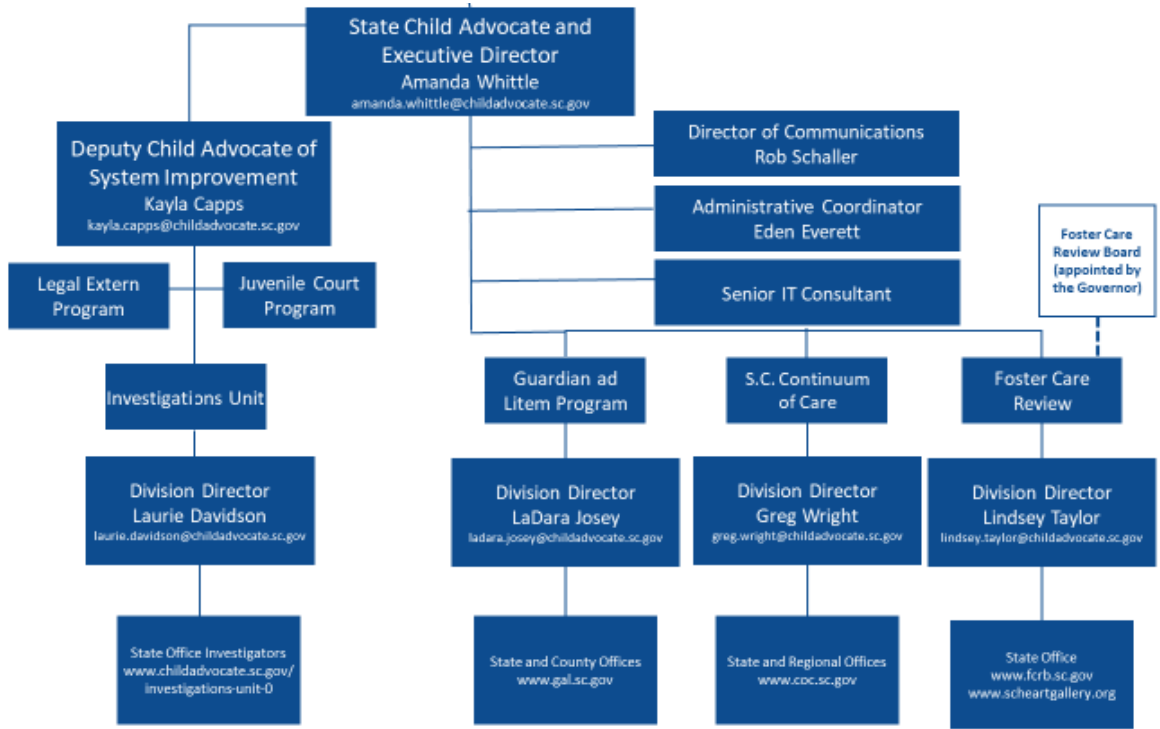 State Child Advocate and
Executive Director
Amanda Whittle
amanda.whittle@childadvocate.sc.gov
Deputy Child Advocate of
System Improvement
Kayla Capps
kayla.capps@childadvocate.sc.gov
Director of Communications
Rob Schaller
Administrative Coordinator
Eden Everett
Senior IT Consultant
Foster Care
Review Board
(appointed by
the Governor)
Legal Extern
Program
Juvenile Court
Program
Investigations Unit
Guardian ad
Litem Program
S.C. Continuum
of Care
Foster Care
Review
Division Director
Laurie Davidson
laurie.davidson@childadvocate.sc.gov
Division Director
LaDara Josey
ladara.josey@childadvocate.sc.gov
Division Director
Greg Wright
greg.wright@childadvocate.sc.gov
Division Director
Lindsey Taylor
lindsey.taylor@childadvocate.sc.gov
State Office Investigators
www.childadvocate.sc.gov/
investigations-unit-0
State and County Offices
www.gal.sc.gov
State and Regional Offices
www.coc.sc.gov
State Office
www.fcrb.sc.gov
www.scheartgallery.org